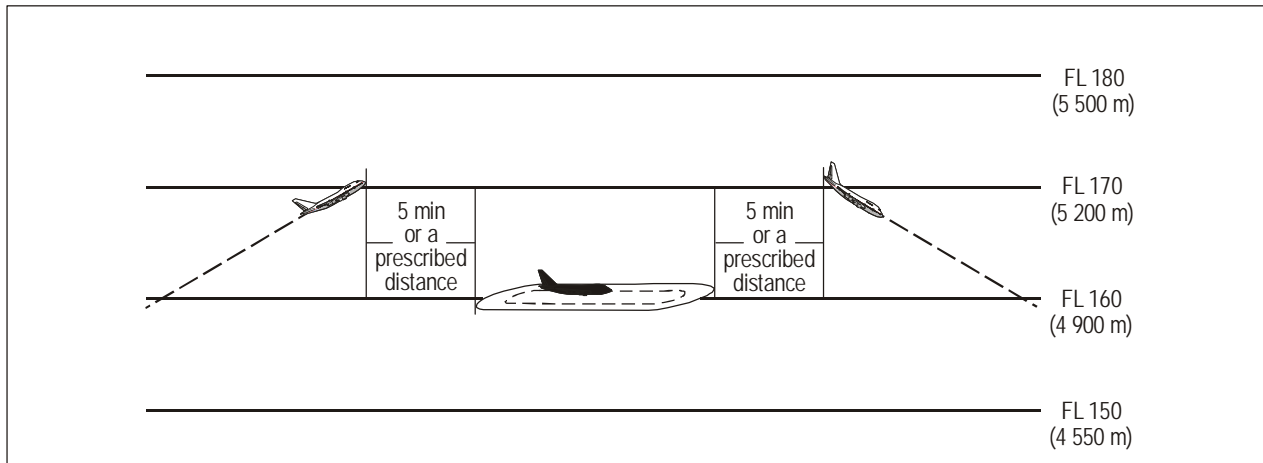 FL 180
(5 500 m)
FL 170
(5 200 m)
5 min
or a
prescribed
distance
5 min
or a
prescribed
distance
FL 160
(4 900 m)
FL 150
(4 550 m)